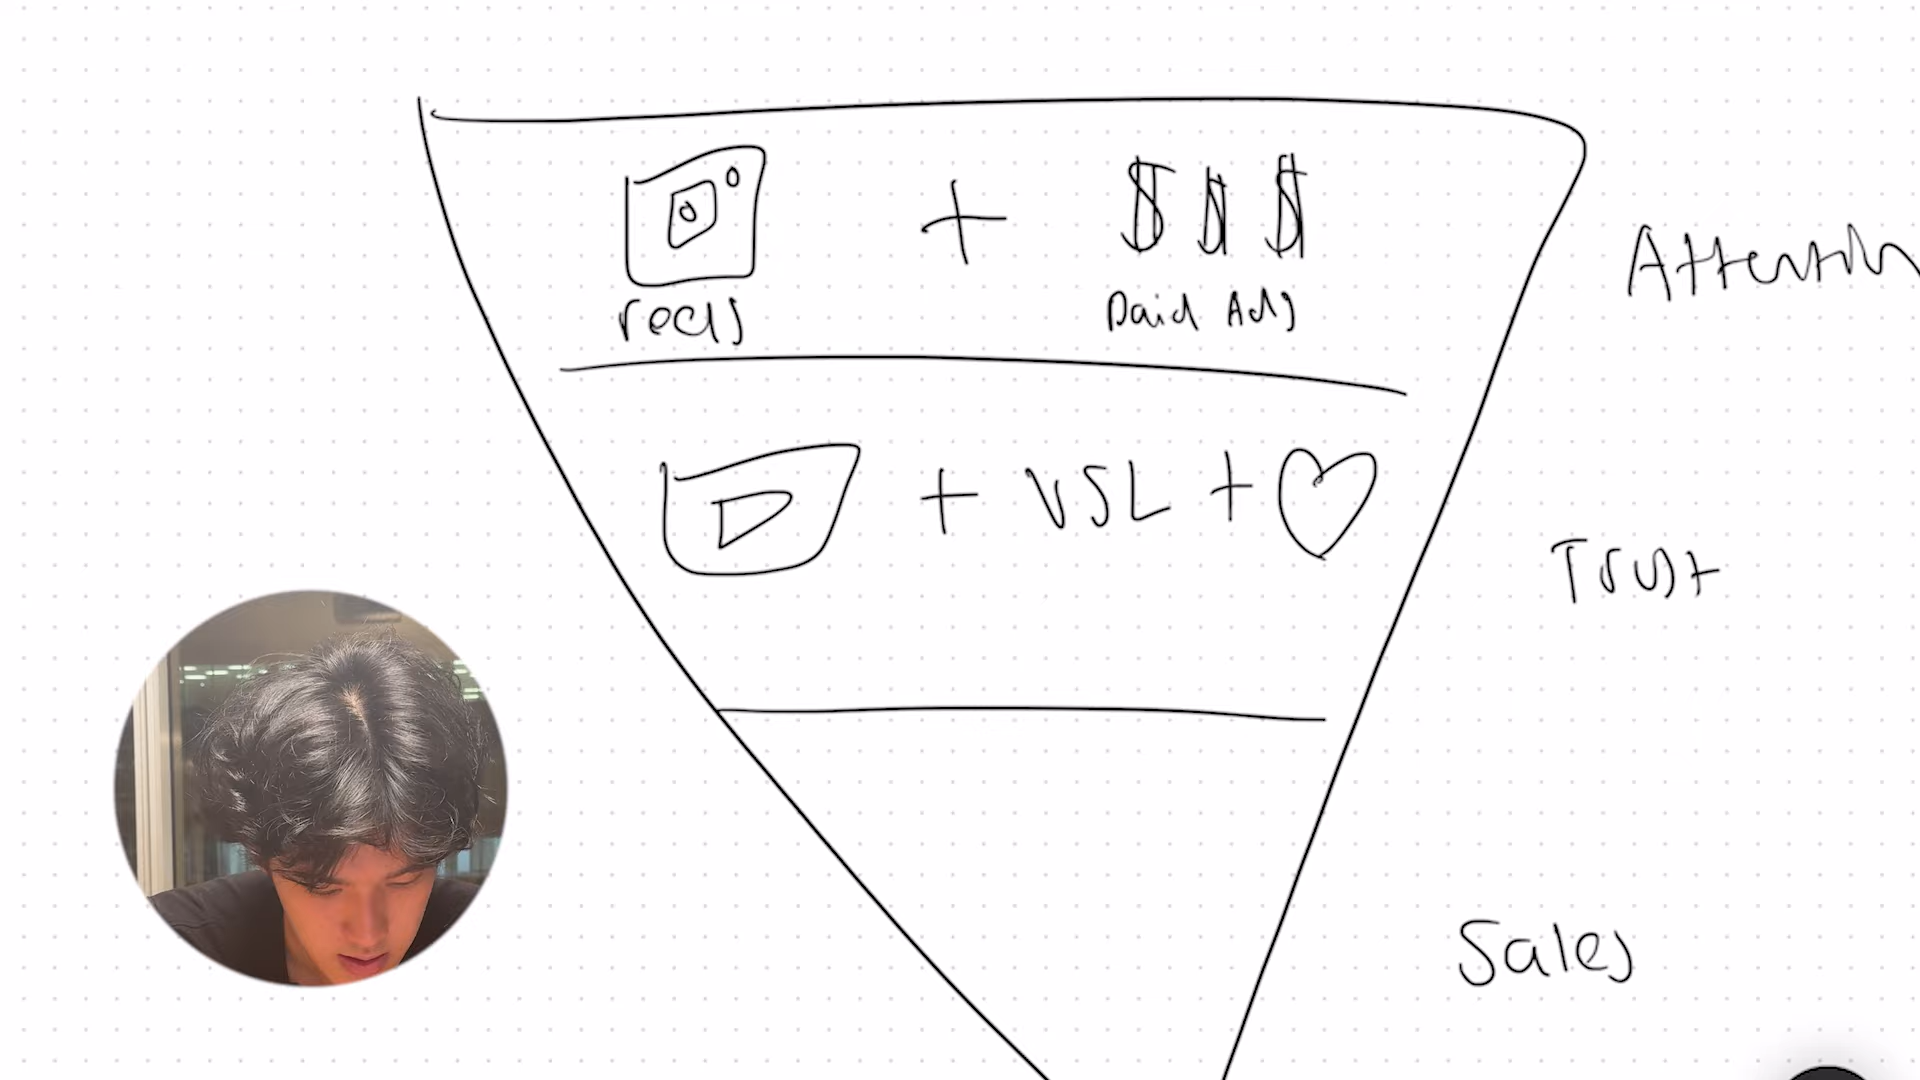 + $ $ $
reels
Paid Ads
Attention
+ VSL +
Trust
Sales